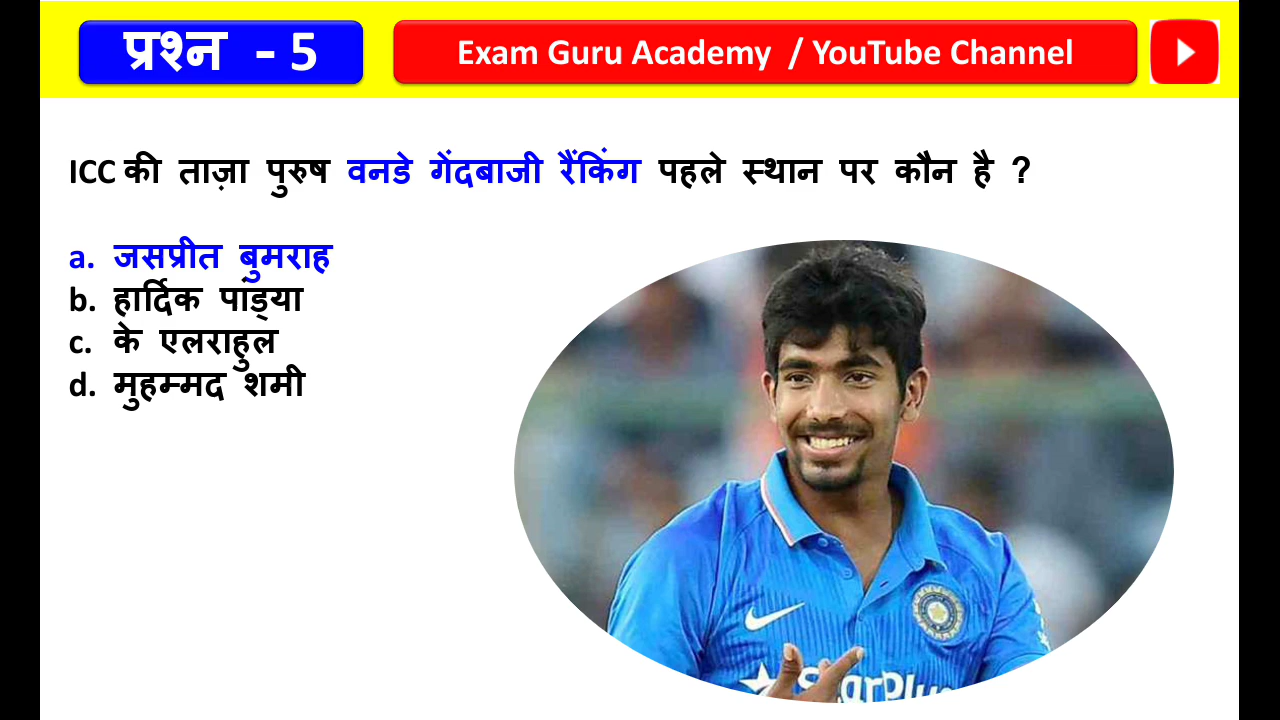 प्रश्न - 5
Exam Guru Academy / YouTube Channel
ICC की ताज़ा पुरुष वनडे गेंदबाजी रैंकिंग पहले स्थान पर कौन है ?
a. जसप्रीत बुमराह
b. हार्दिक पांड्या
c. के एलराहुल
d. मुहम्मद शमी